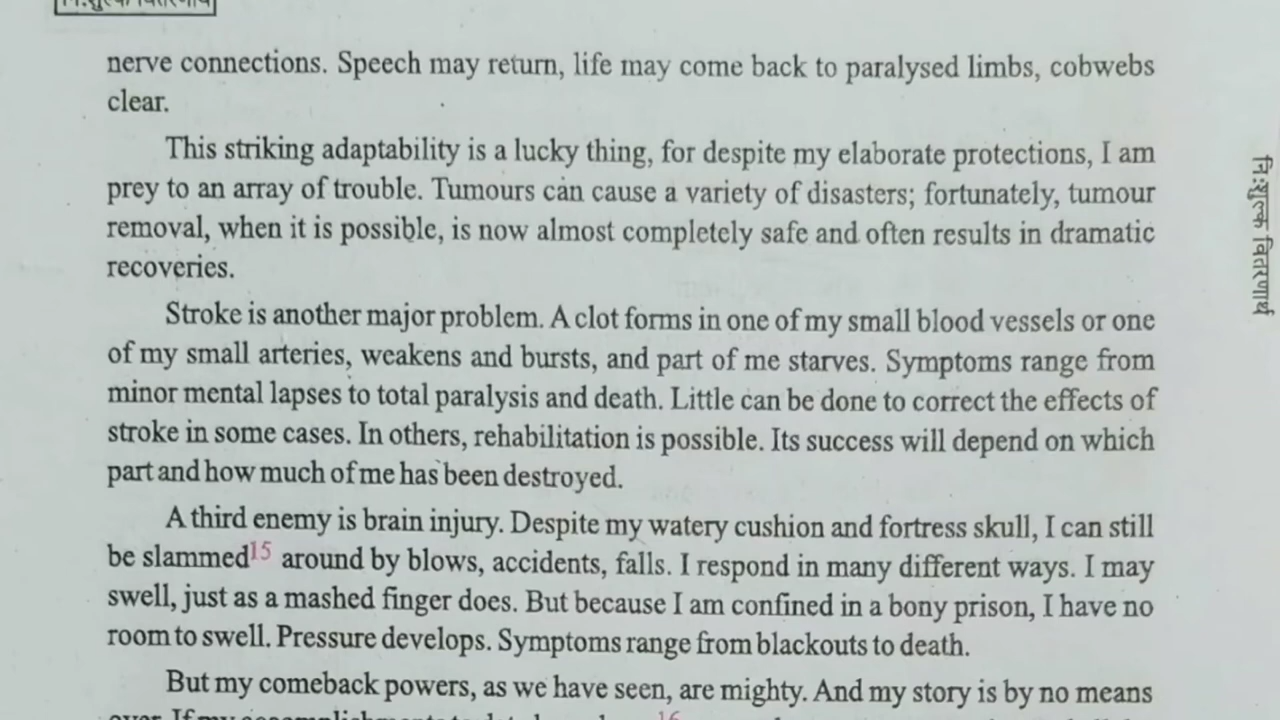 nerve connections. Speech may return, life may come back to paralysed limbs, cobwebs
clear.
This striking adaptability is a lucky thing, for despite my elaborate protections, I am
prey to an array of trouble. Tumours can cause a variety of disasters; fortunately, tumour
removal, when it is possible, is now almost completely safe and often results in dramatic
recoveries.
Stroke is another major problem. A clot forms in one of my small blood vessels or one
of my small arteries, weakens and bursts, and part of me starves. Symptoms range from
minor mental lapses to total paralysis and death. Little can be done to correct the effects of
stroke in some cases. In others, rehabilitation is possible. Its success will depend on which
part and how much of me has been destroyed.
A third enemy is brain injury. Despite my watery cushion and fortress skull, I can still
be slammed15 around by blows, accidents, falls. I respond in many different ways. I may
swell, just as a mashed finger does. But because I am confined in a bony prison, I have no
room to swell. Pressure develops. Symptoms range from blackouts to death.
But my comeback powers, as we have seen, are mighty. And my story is by no means
नि:शुल्क वितरणार्थ